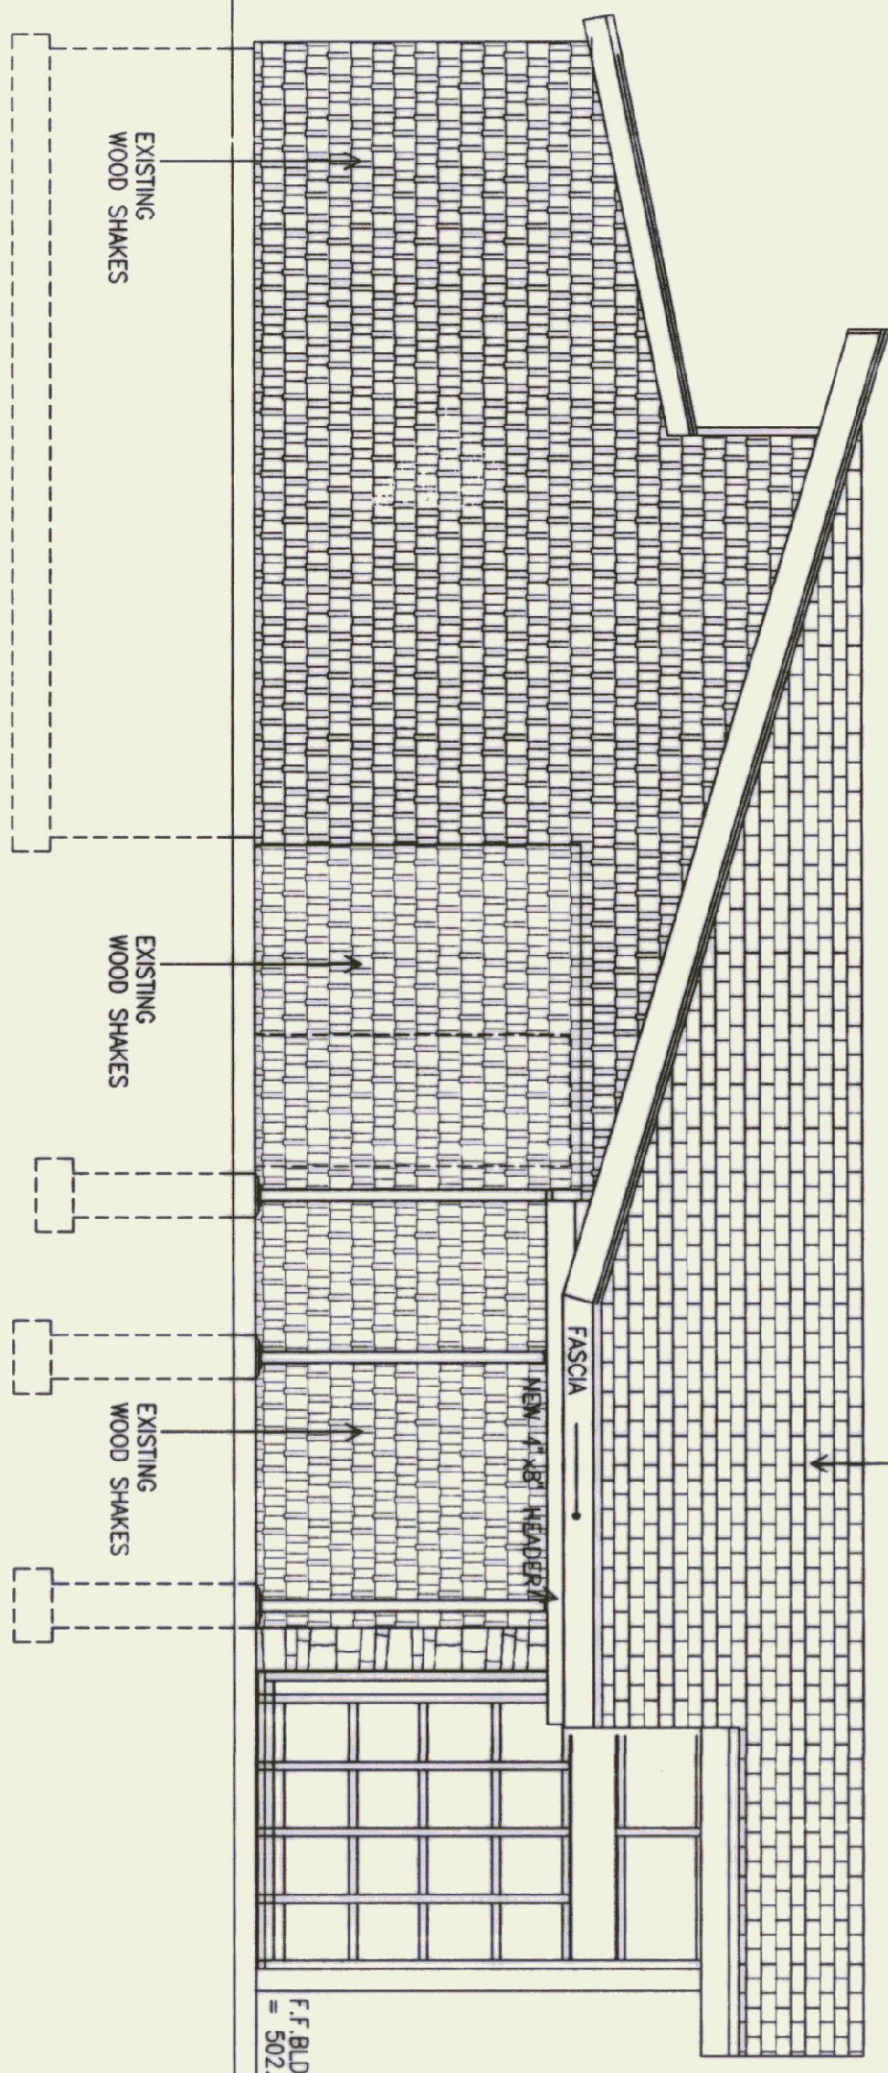 EXISTING
WOOD SHAKES
EXISTING
WOOD SHAKES
EXISTING
WOOD SHAKES
FASCIA
NEW 4"x8" HEADER
F.F.BLD
= 502.